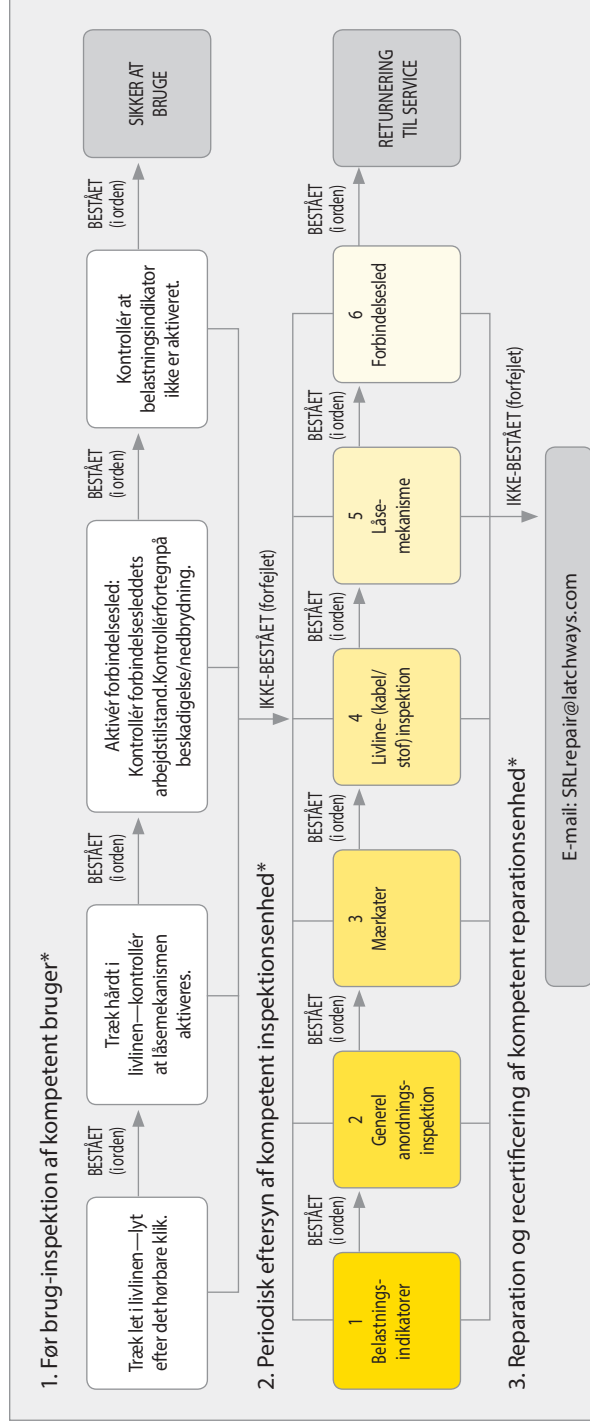 1. Før brug-inspektion af kompetent bruger*
Træk let i livlinen—lyt
efter det hørbare klik.
BESTÅET
(iorden)
Træk hårdt i
livlinen—kontrollér
at låsemekanismen
aktiveres.
BESTÅET
(i orden)
Aktivér forbindelsesled:
Kontrollér forbindelsesleddets
arbejdstilstand.Kontrollérfortegnpå
beskadigelse/nedbrydning.
BESTÅET
(i orden)
Kontrollér at
belastningsindikator
ikke er aktiveret.
BESTÅET
(i orden)
SIKKER AT
BRUGE
IKKE-BESTÅET (forfejlet)
2. Periodisk eftersyn af kompetent inspektionsenhed*
1
Belastnings-
indikatorer
BESTÅET
(i orden)
2
Generel
anordnings-
inspektion
BESTÅET
(i orden)
3
Mærkater
BESTÅET
(i orden)
4
Livline- (kabel/
stof) inspektion
BESTÅET
(i orden)
5
Låse-
mekanisme
BESTÅET
(i orden)
6
Forbindelsesled
BESTÅET
(i orden)
RETURNERING
TIL SERVICE
IKKE-BESTÅET (forfejlet)
3. Reparation og recertificering af kompetent reparationsenhed*
E-mail: SRLrepair@latchways.com